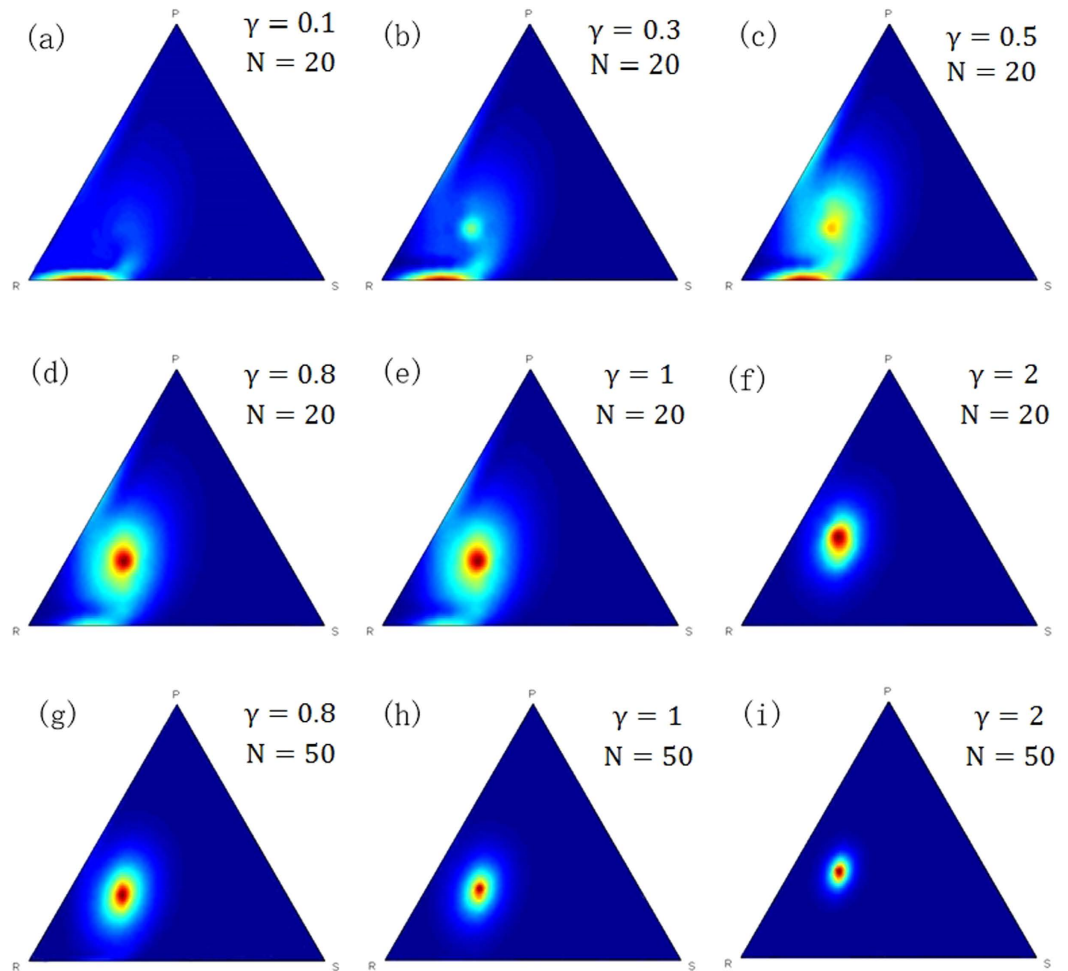 P
(a) γ = 0.1
N = 20
R S
P
(b) γ = 0.3
N = 20
R S
P
(c) γ = 0.5
N = 20
R S
P
(d) γ = 0.8
N = 20
R S
P
(e) γ = 1
N = 20
R S
P
(f) γ = 2
N = 20
R S
P
(g) γ = 0.8
N = 50
R S
P
(h) γ = 1
N = 50
R S
P
(i) γ = 2
N = 50
R S